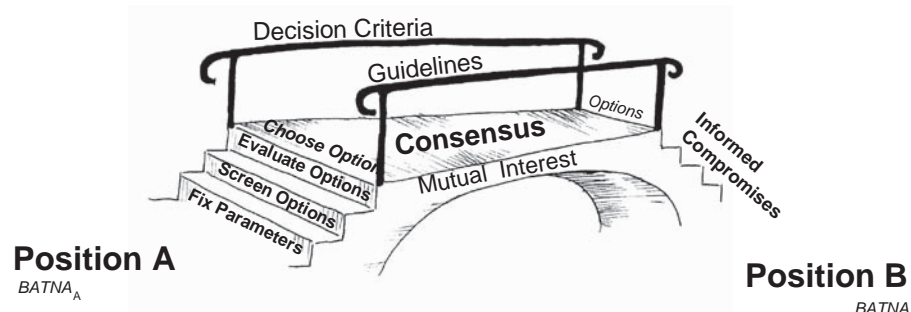 Decision Criteria
Guidelines
Options
Choose Option
Consensus
Evaluate Options
Mutual Interest
Screen Options
Fix Parameters
Informed
Compromises
Position A
BATNA A
Position B
BATNA